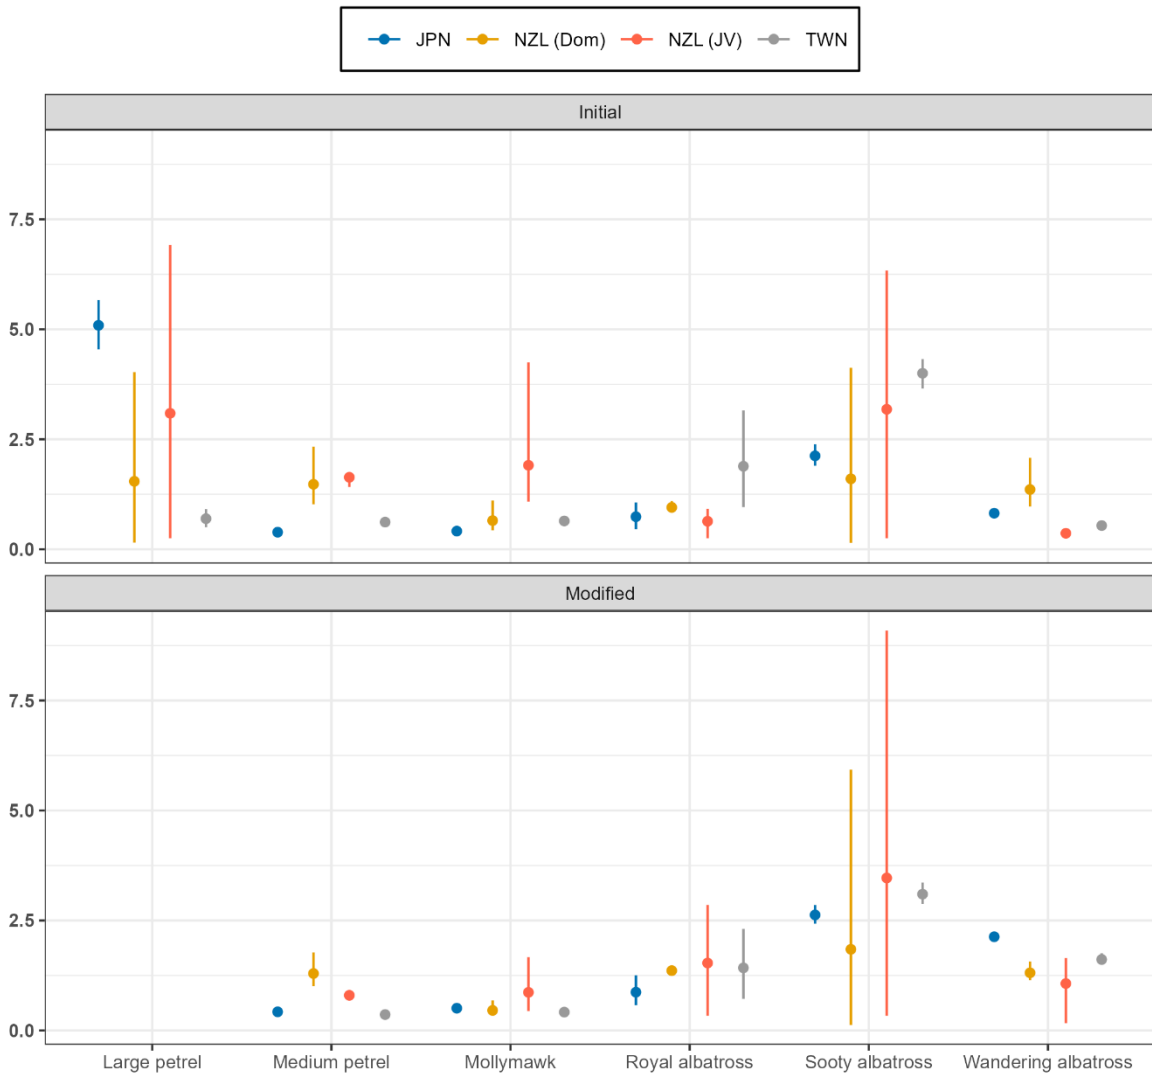 JPN NZL (Dom) NZL (JV) TWN
Initial
7.5
5.0
2.5
0.0
Modified
7.5
5.0
2.5
0.0
Large petrel Medium petrel Mollymawk Royal albatross Sooty albatross Wandering albatross